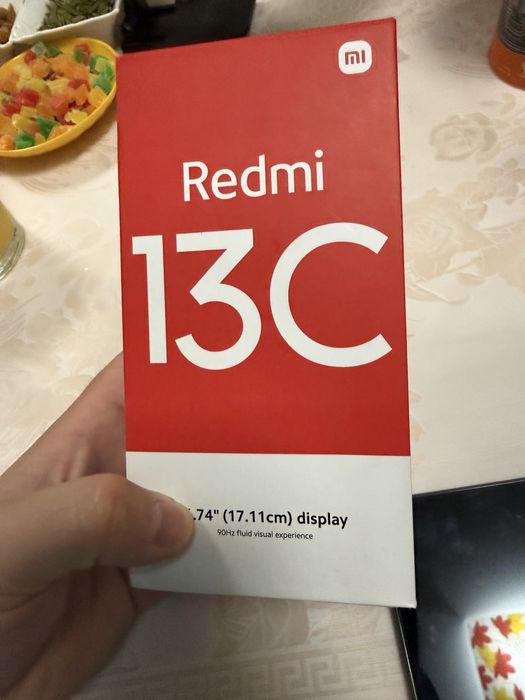 mi
Redmi
13C
.74" (17.11cm) display
90Hz fluid visual experience